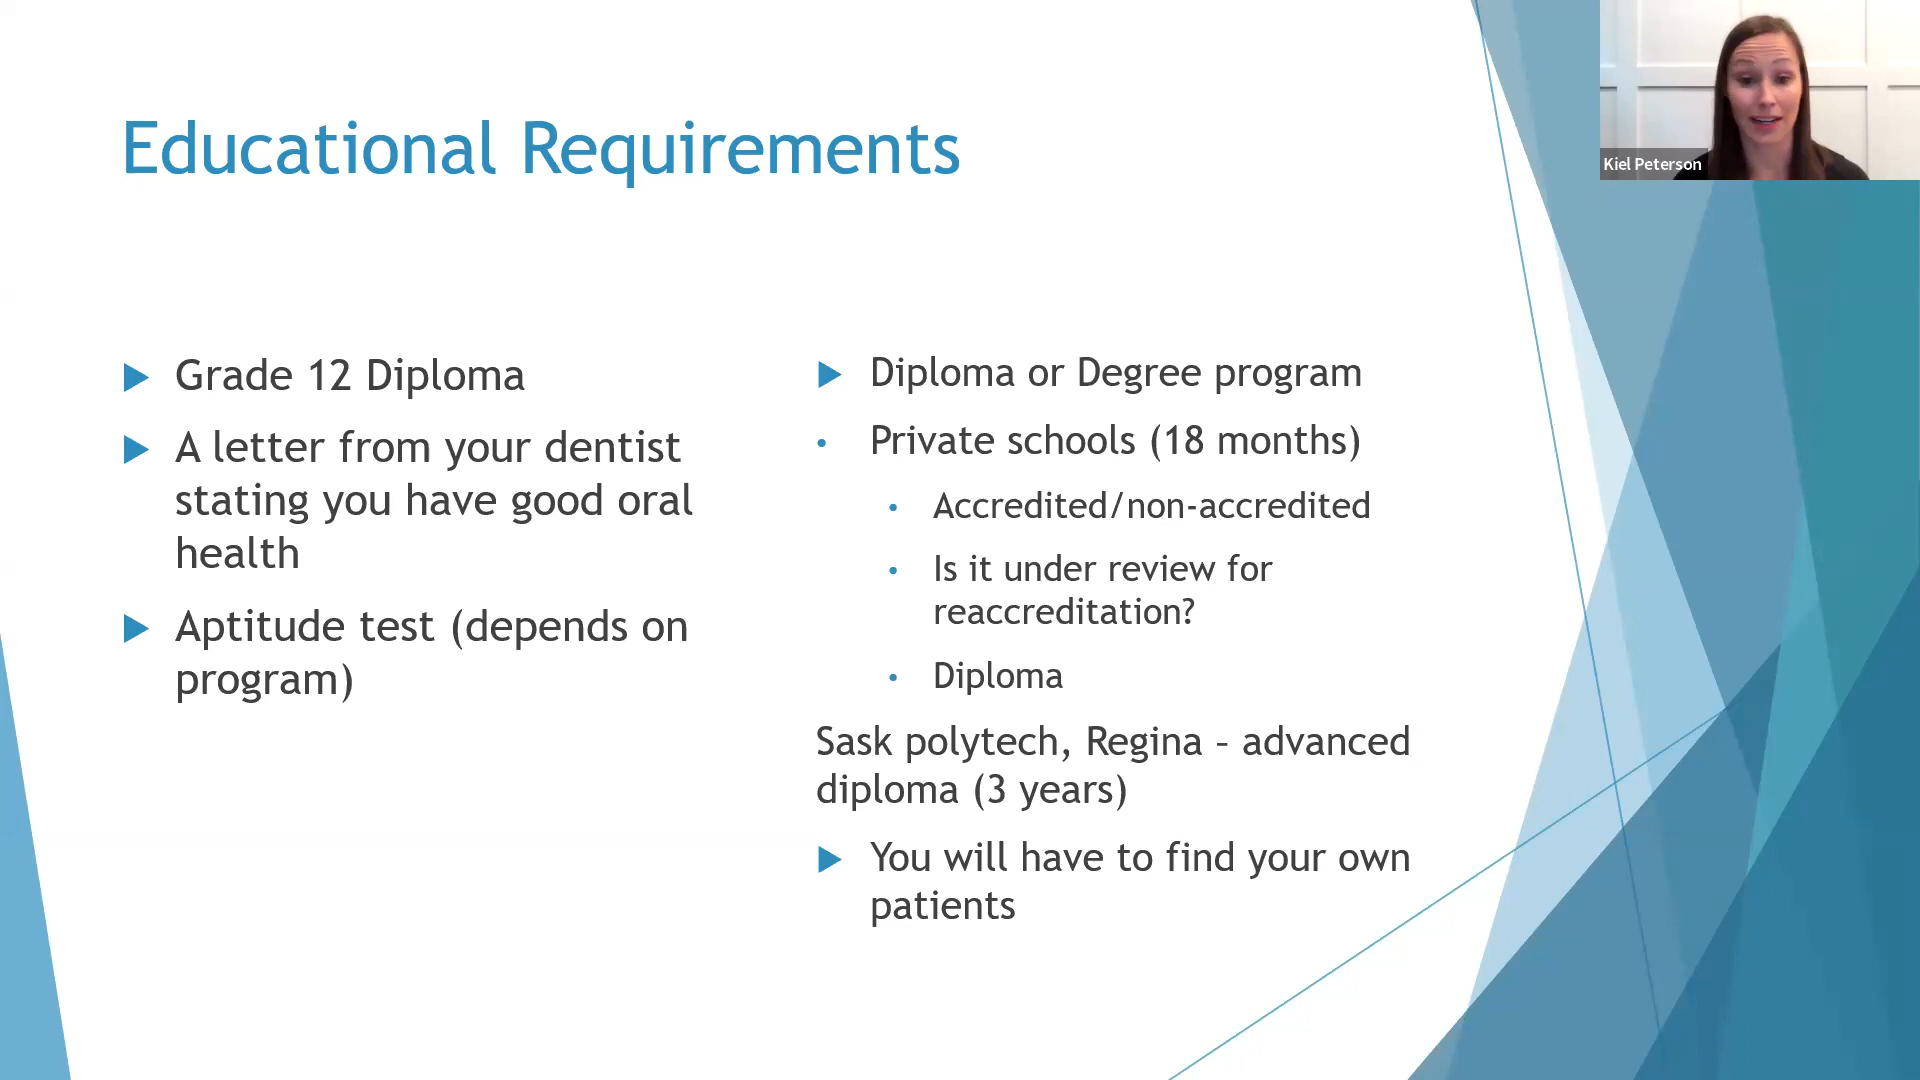 Educational Requirements
Kiel Peterson
Grade 12 Diploma
A letter from your dentist
stating you have good oral
health
Aptitude test (depends on
program)
Diploma or Degree program
Private schools (18 months)
Accredited/non-accredited
Is it under review for
reaccreditation?
Diploma
Sask polytech, Regina – advanced
diploma (3 years)
You will have to find your own
patients